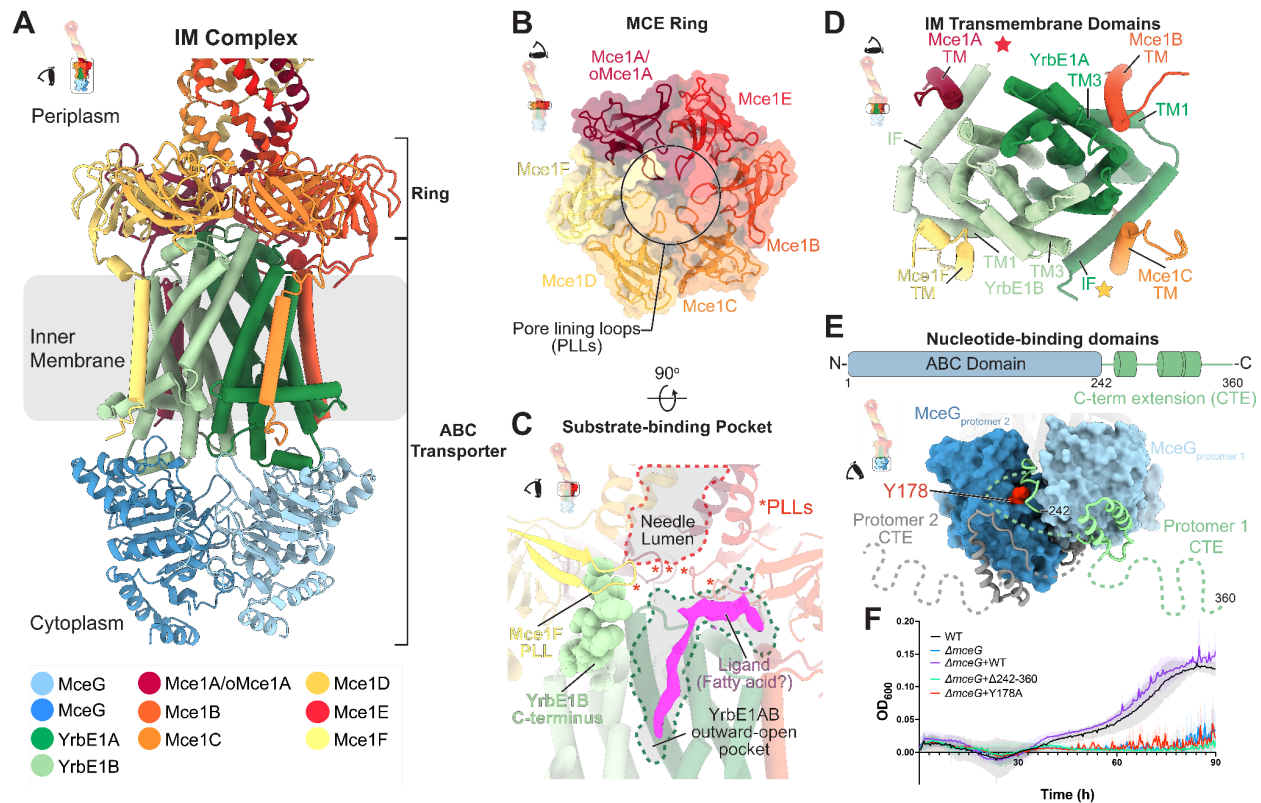 A
IM Complex
Periplasm
Ring
Inner
Membrane
ABC
Transporter
Cytoplasm
MceG
MceG
YrbE1A
YrbE1B
Mce1A/oMce1A
Mce1B
Mce1C
Mce1D
Mce1E
Mce1F
B
MCE Ring
Mce1A/
oMce1A
Mce1E
Mce1F
Mce1B
Mce1D
Mce1C
Pore lining loops
(PLLs)
90°
C
Substrate-binding Pocket
*PLLs
Needle
Lumen
* * * * *
Mce1F
PLL
Ligand
(Fatty acid?)
YrbE1B
C-terminus
YrbE1AB
outward-open
pocket
D
IM Transmembrane Domains
Mce1A
TM
YrbE1A
TM3
Mce1B
TM
TM1
IF
Mce1F
TM
TM1
TM3
YrbE1B
IF
Mce1C
TM
E
Nucleotide-binding domains
N-
ABC Domain
-C
1
242
360
C-term extension (CTE)
MceG protomer 2
MceG protomer 1
Y178
242
Protomer 2
CTE
Protomer 1
CTE
360
F
WT
ΔmceG
ΔmceG+WT
ΔmceG+Δ242-360
ΔmceG+Y178A
0.20
0.15
0.10
0.05
0.00
OD600
30
60
90
Time (h)